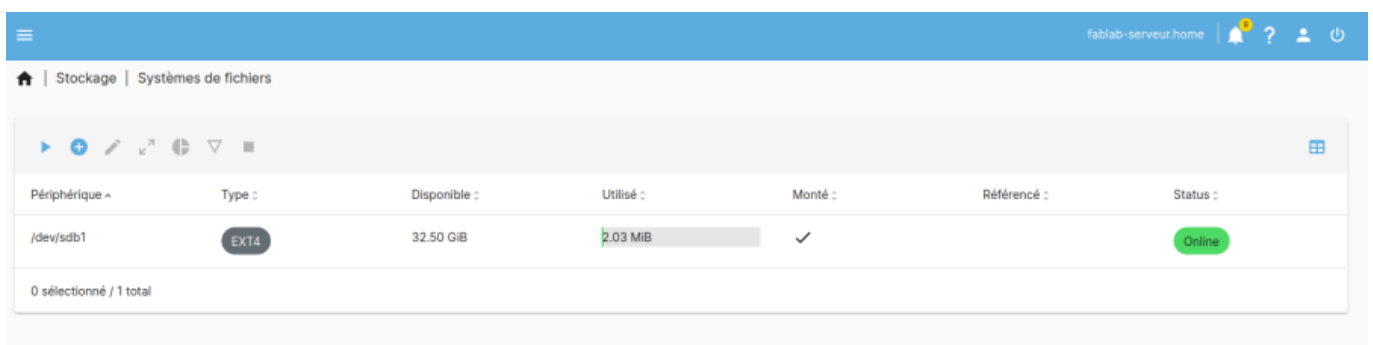 fablab-serveur.home
Stockage | Systèmes de fichiers
Périphérique Type Disponible Utilisé Monté Référencé Status
/dev/sdb1 EXT4 32.50 GiB 2.03 MiB Online
0 sélectionné / 1 total